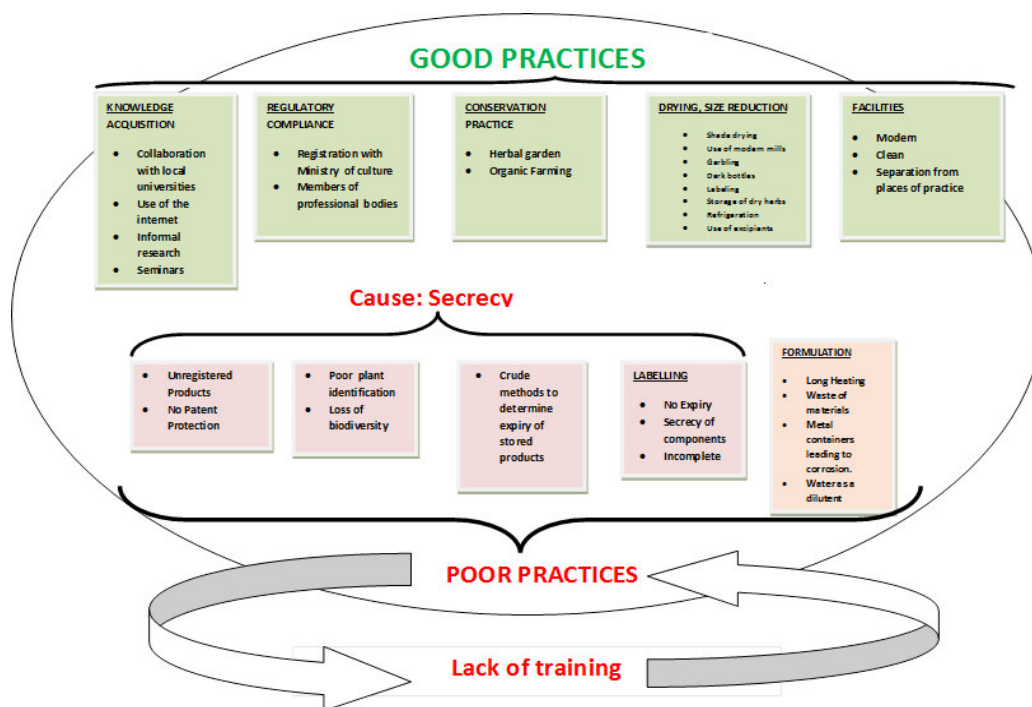 GOOD PRACTICES
KNOWLEDGE
ACQUISITION
Collaboration
with local
universities
Use of the
internet
Informal
research
Seminars
REGULATORY
COMPLIANCE
Registration with
Ministry of culture
Members of
professional bodies
CONSERVATION
PRACTICE
Herbal garden
Organic Farming
DRYING, SIZE REDUCTION
Shade drying
Use of modern mills
Garbling
Dark bottles
Labeling
Storage of dry herbs
Refrigeration
Use of excipients
FACILITIES
Modern
Clean
Separation from
places of practice
Cause: Secrecy
Unregistered
Products
No Patent
Protection
Poor plant
identification
Loss of
biodiversity
Crude
methods to
determine
expiry of
stored
products
LABELLING
No Expiry
Secrecy of
components
Incomplete
FORMULATION
Long Heating
Waste of
materials
Metal
containers
leading to
corrosion.
Water as a
dilutent
POOR PRACTICES
Lack of training